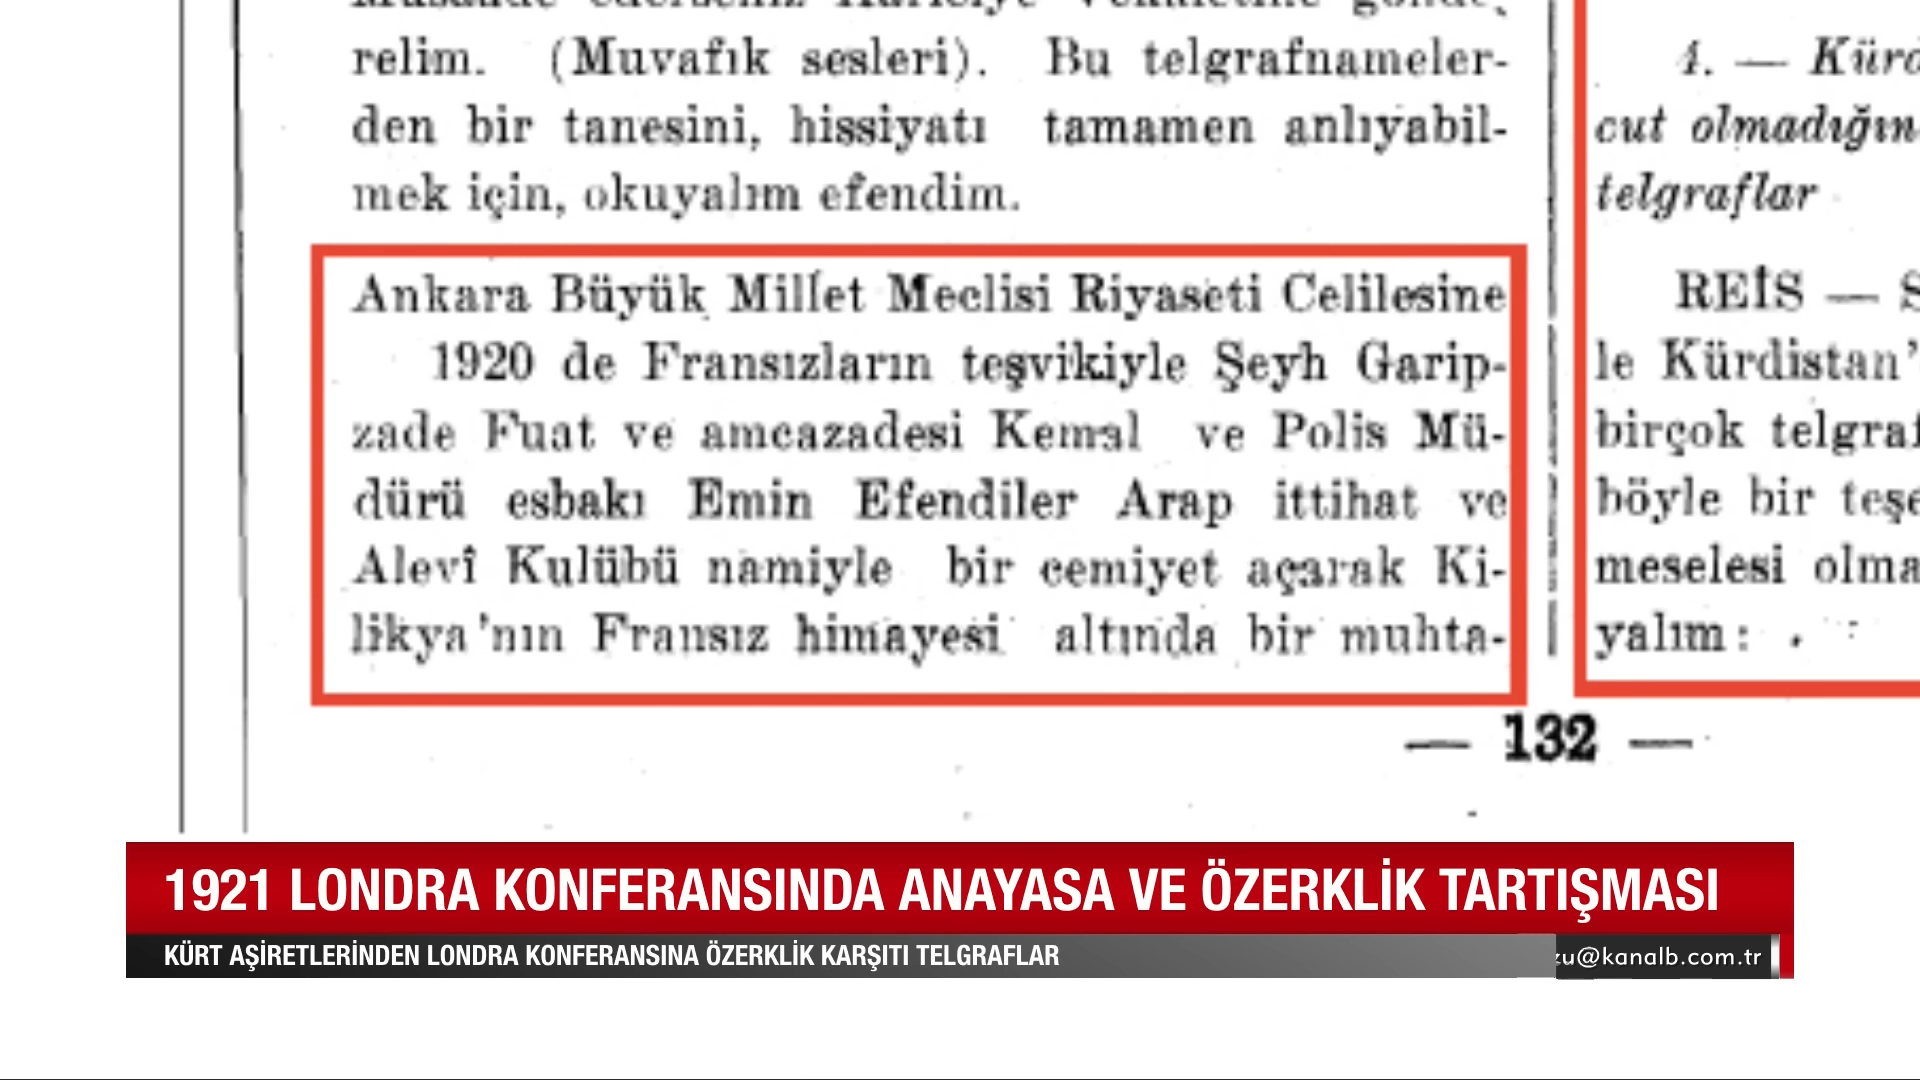 relim. (Muvafık sesleri). Bu telgrafnameler-
den bir tanesini, hissiyatı tamamen anlıyabil-
mek için, okuyalım efendim.
Ankara Büyük Millet Meclisi Riyaseti Celilesine
1920 de Fransızların teşvikiyle Şeyh Garip-
zade Fuat ve amcazadesi Kemal ve Polis Mü-
dürü esbakı Emin Efendiler Arap ittihat ve
Alevî Kulübü namiyle bir cemiyet açarak Ki-
likya'nın Fransız himayesi altında bir muhta-
4. — Kürd
cut olmadığın
telgraflar
REİS — S
le Kürdistan'
birçok telgraf
böyle bir teşe
meselesi olma
yalım:
— 132 —
1921 LONDRA KONFERANSINDA ANAYASA VE ÖZERKLİK TARTIŞMASI
KÜRT AŞİRETLERİNDEN LONDRA KONFERANSINA ÖZERKLİK KARŞITI TELGRAFLAR
zu@kanalb.com.tr